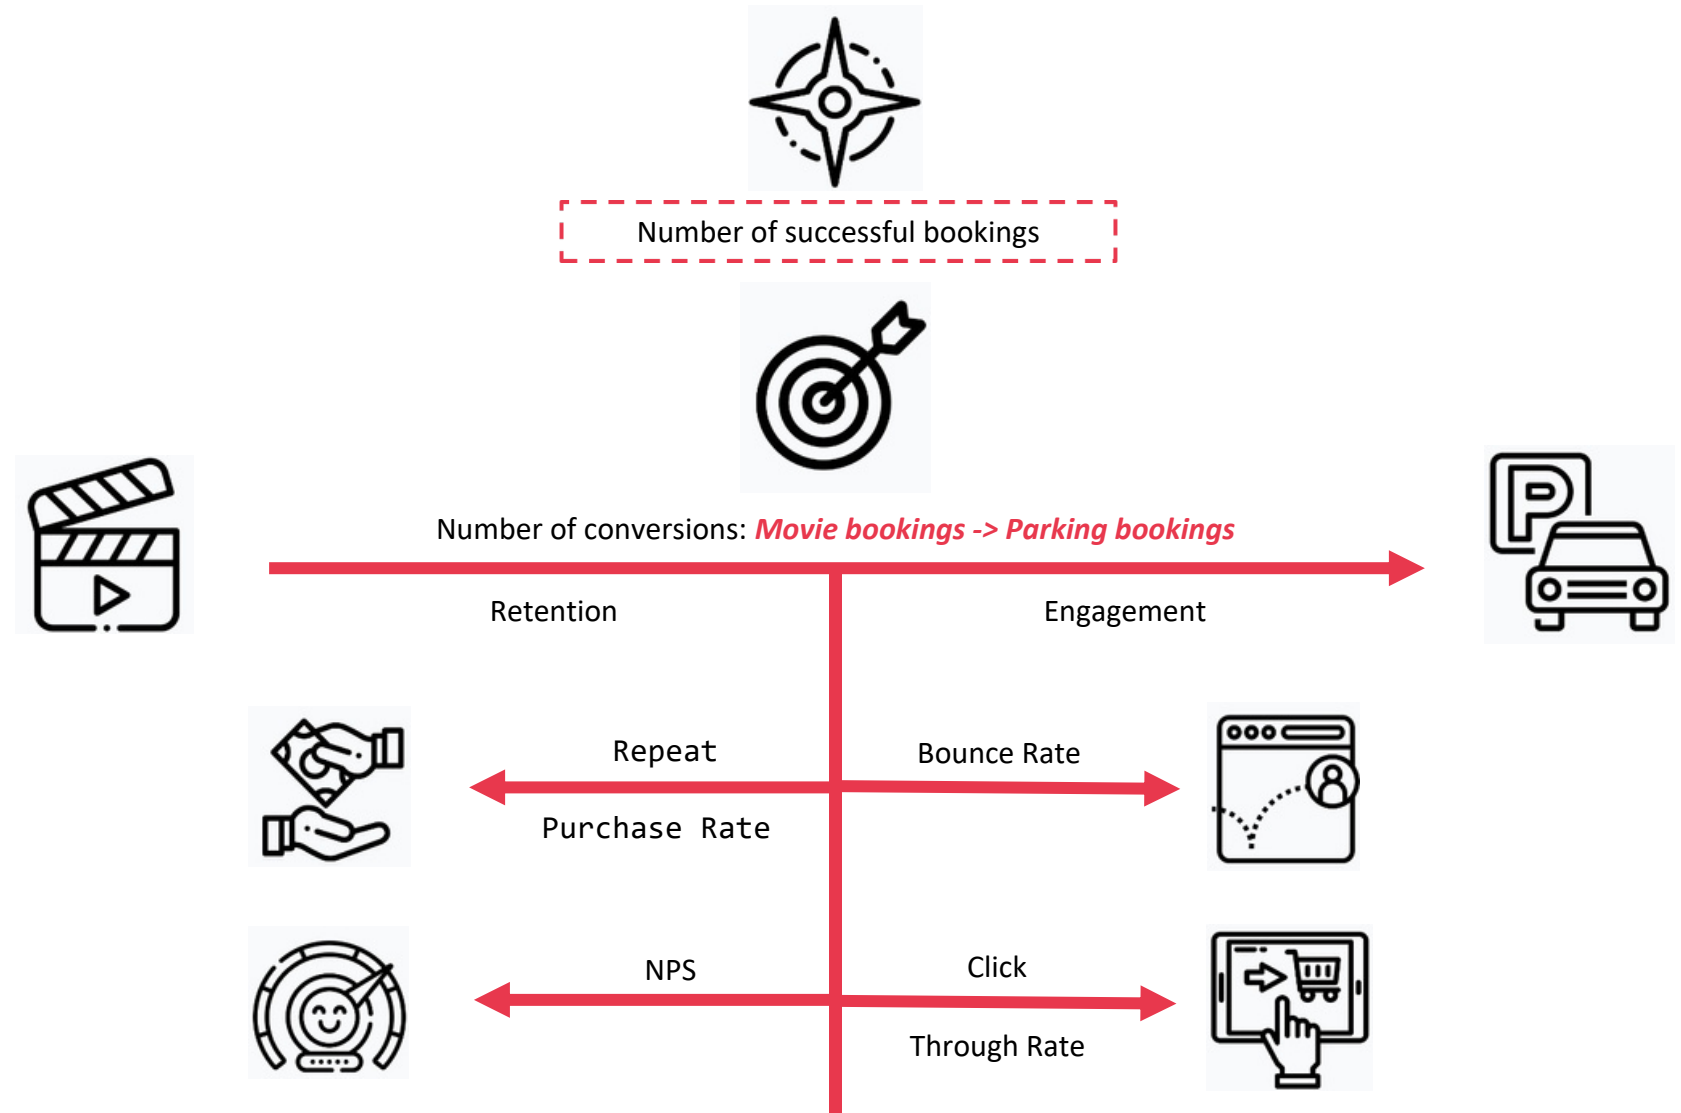 Number of successful bookings
Number of conversions: Movie bookings -> Parking bookings
P
Retention
Engagement
Repeat
Purchase Rate
Bounce Rate
NPS
Click
Through Rate